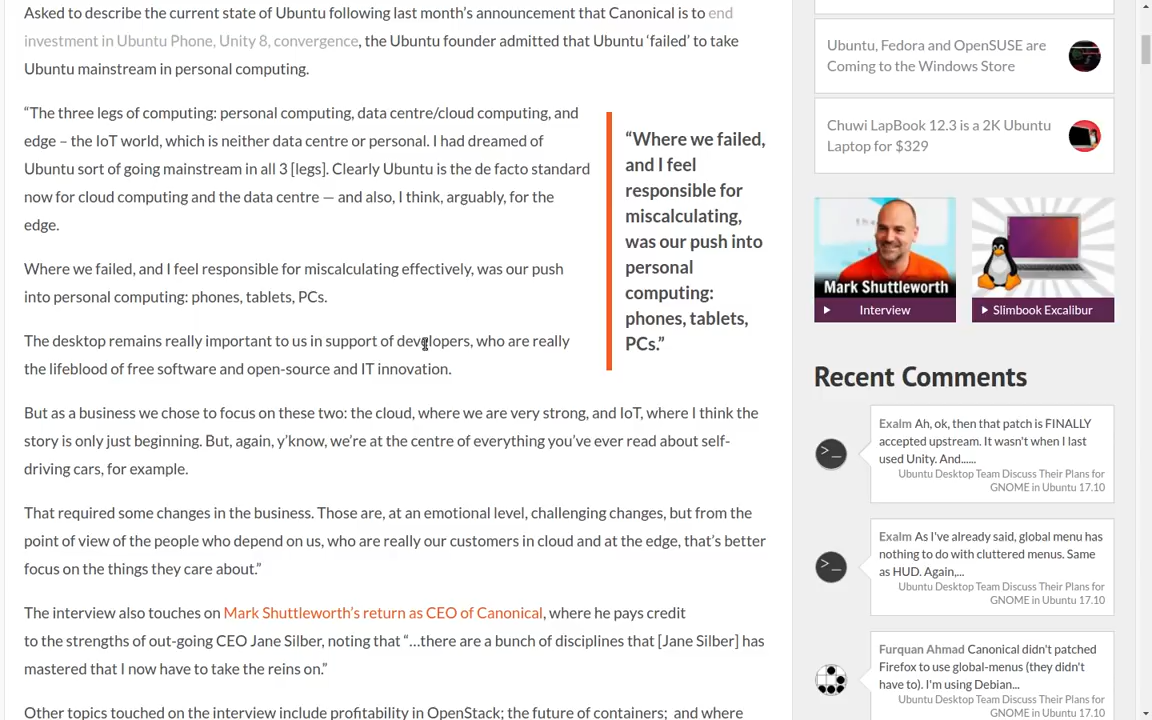 Asked to describe the current state of Ubuntu following last month’s announcement that Canonical is to end
investment in Ubuntu Phone, Unity 8, convergence, the Ubuntu founder admitted that Ubuntu ‘failed’ to take
Ubuntu mainstream in personal computing.
“The three legs of computing: personal computing, data centre/cloud computing, and
edge – the IoT world, which is neither data centre or personal. I had dreamed of
Ubuntu sort of going mainstream in all 3 [legs]. Clearly Ubuntu is the de facto standard
now for cloud computing and the data centre — and also, I think, arguably, for the
edge.
Where we failed, and I feel responsible for miscalculating effectively, was our push
into personal computing: phones, tablets, PCs.
The desktop remains really important to us in support of developers, who are really
the lifeblood of free software and open-source and IT innovation.
“Where we failed,
and I feel
responsible for
miscalculating,
was our push into
personal
computing:
phones, tablets,
PCs.”
But as a business we chose to focus on these two: the cloud, where we are very strong, and IoT, where I think the
story is only just beginning. But, again, y’know, we’re at the centre of everything you’ve ever read about self-
driving cars, for example.
That required some changes in the business. Those are, at an emotional level, challenging changes, but from the
point of view of the people who depend on us, who are really our customers in cloud and at the edge, that’s better
focus on the things they care about.”
The interview also touches on Mark Shuttleworth’s return as CEO of Canonical, where he pays credit
to the strengths of out-going CEO Jane Silber, noting that “…there are a bunch of disciplines that [Jane Silber] has
mastered that I now have to take the reins on.”
Other topics touched on the interview include profitability in OpenStack; the future of containers; and where
Ubuntu, Fedora and OpenSUSE are
Coming to the Windows Store
Chuwi LapBook 12.3 is a 2K Ubuntu
Laptop for $329
Mark Shuttleworth
Interview
Slimbook Excalibur
Recent Comments
Exalm Ah, ok, then that patch is FINALLY
accepted upstream. It wasn't when I last
used Unity. And......
Ubuntu Desktop Team Discuss Their Plans for
GNOME in Ubuntu 17.10
Exalm As I've already said, global menu has
nothing to do with cluttered menus. Same
as HUD. Again,...
Ubuntu Desktop Team Discuss Their Plans for
GNOME in Ubuntu 17.10
Furquan Ahmad Canonical didn't patched
Firefox to use global-menus (they didn't
have to). I'm using Debian...
Ubuntu Desktop Team Discuss Their Plans for
GNOME in Ubuntu 17.10